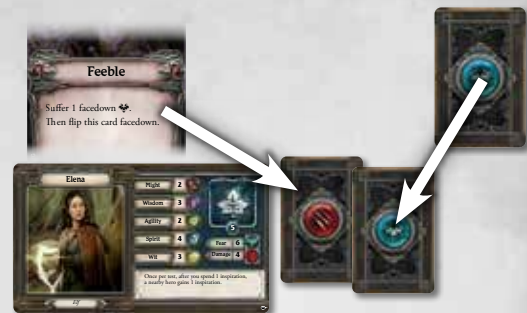 Feeble
Suffer 1 facedown
Then flip this card facedown.
Elena
Might 2
Wisdom 3
Agility 2
Spirit 4
Wit 3
5
Fear 6
Damage 4
Once per test, after you spend 1 inspiration,
a nearby hero gains 1 inspiration.
Elf